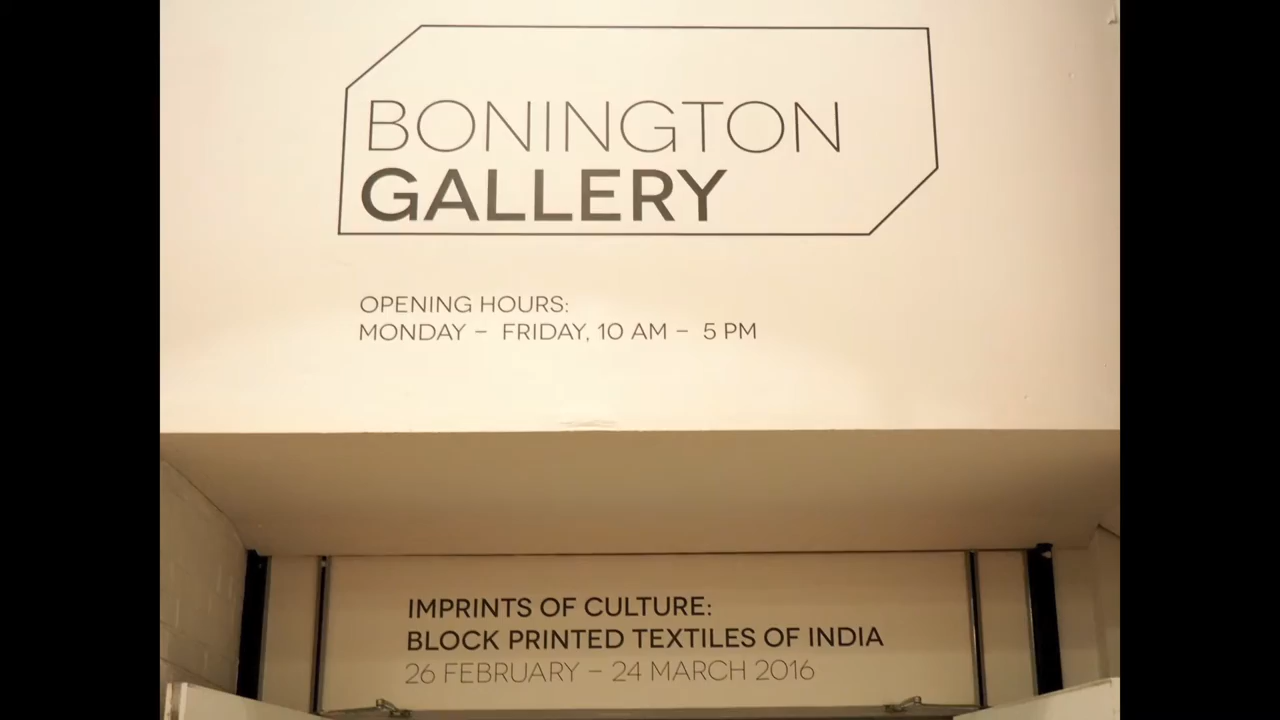 BONINGTON
GALLERY
OPENING HOURS:
MONDAY – FRIDAY, 10 AM – 5 PM
IMPRINTS OF CULTURE:
BLOCK PRINTED TEXTILES OF INDIA
26 FEBRUARY – 24 MARCH 2016